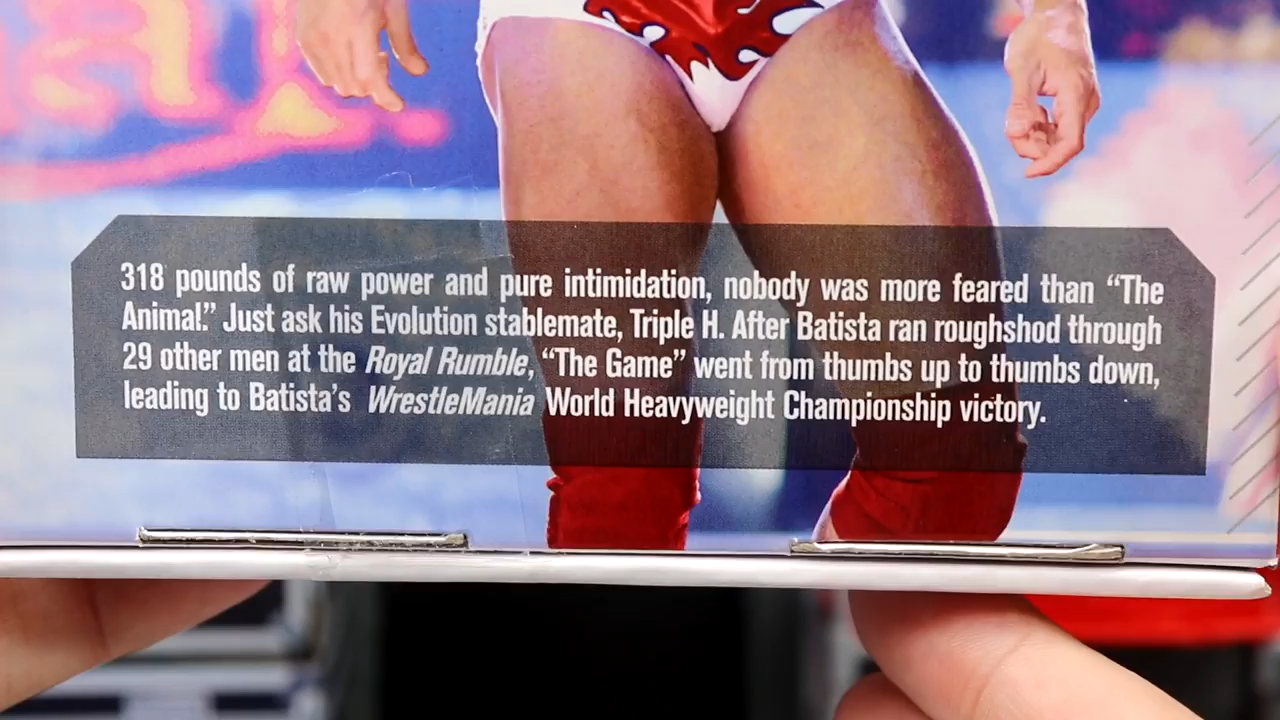 318 pounds of raw power and pure intimidation, nobody was more feared than “The
Animal.” Just ask his Evolution stablemate, Triple H. After Batista ran roughshod through
29 other men at the Royal Rumble, “The Game” went from thumbs up to thumbs down,
leading to Batista’s WrestleMania World Heavyweight Championship victory.